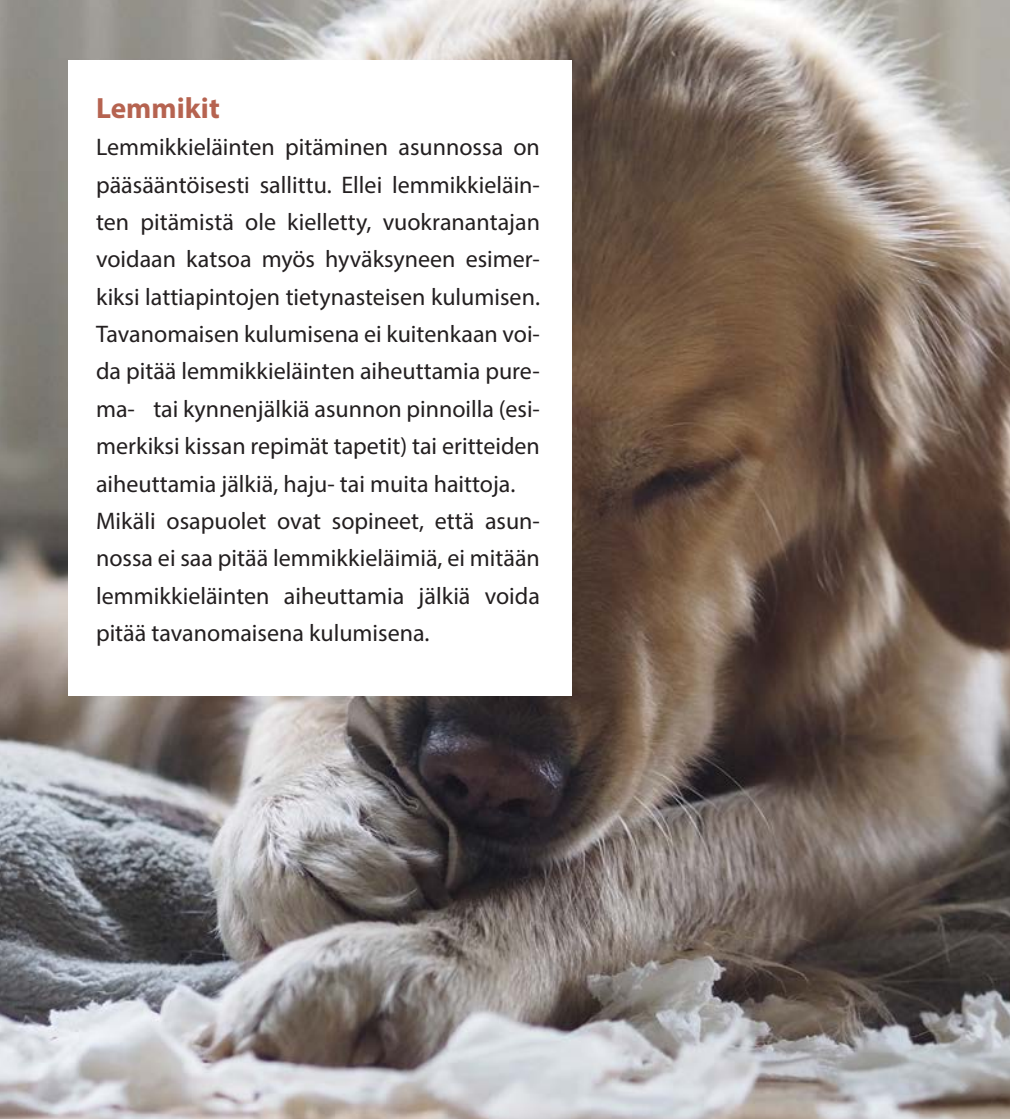 Lemmikit
Lemmikkieläinten pitäminen asunnossa on
pääsääntöisesti sallittu. Ellei lemmikkieläin-
ten pitämistä ole kielletty, vuokranantajan
voidaan katsoa myös hyväksyneen esimer-
kiksi lattiapintojen tietynasteisen kulumisen.
Tavanomaisen kulumisena ei kuitenkaan voi-
da pitää lemmikkieläinten aiheuttamia pure-
ma- tai kynnenjälkiä asunnon pinnoilla (esi-
merkiksi kissan repimät tapetit) tai eritteiden
aiheuttamia jälkiä, haju- tai muita haittoja.
Mikäli osapuolet ovat sopineet, että asun-
nossa ei saa pitää lemmikkieläimiä, ei mitään
lemmikkieläinten aiheuttamia jälkiä voida
pitää tavanomaisena kulumisena.